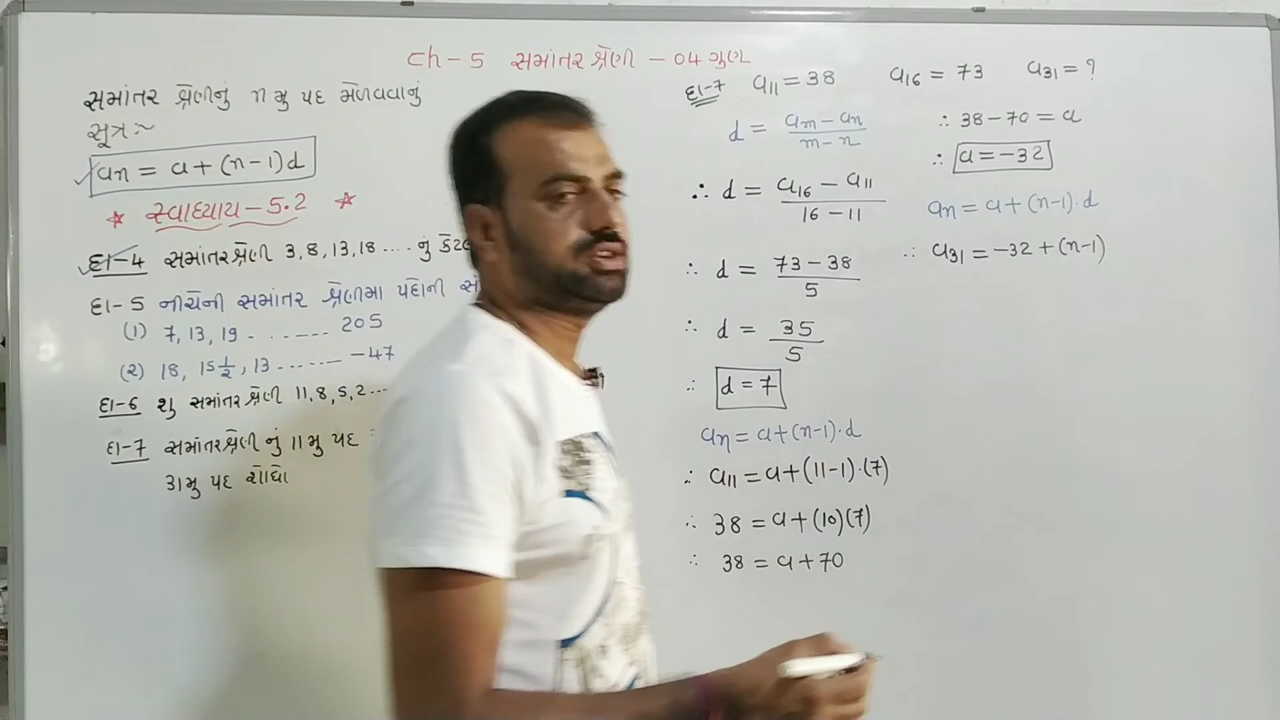 Ch - 5 સમાંતર શ્રેણી - 04 ગુણ
સમાંતર શ્રેણીનું n મુ પદ મેળવવાનું
સૂત્ર :~
an = a + (n-1) d
* સ્વાધ્યાય - 5.2 *
દા-4 સમાંતર શ્રેણી 3, 8, 13, 18 .... નું
દા-5 નીચેની સમાંતર શ્રેણીમા પદોની
(1) 7, 13, 19 ........ 205
(2) 18, 15 1/2, 13 ........ -47
દા-6 શુ સમાંતર શ્રેણી 11, 8, 5, 2 ...
દા-7 સમાંતર શ્રેણી નું 11 મુ પદ
31 મુ પદ શોધો
દા-7 a11 = 38 a16 = 73 a31 = ?
d = am - an / m - n
∴ d = a16 - a11 / 16 - 11
∴ d = 73 - 38 / 5
∴ d = 35 / 5
∴ d = 7
an = a + (n-1)·d
∴ a11 = a + (11-1)·(7)
∴ 38 = a + (10)(7)
∴ 38 = a + 70
∴ 38 - 70 = a
∴ a = -32
an = a + (n-1)·d
∴ a31 = -32 + (n-1)